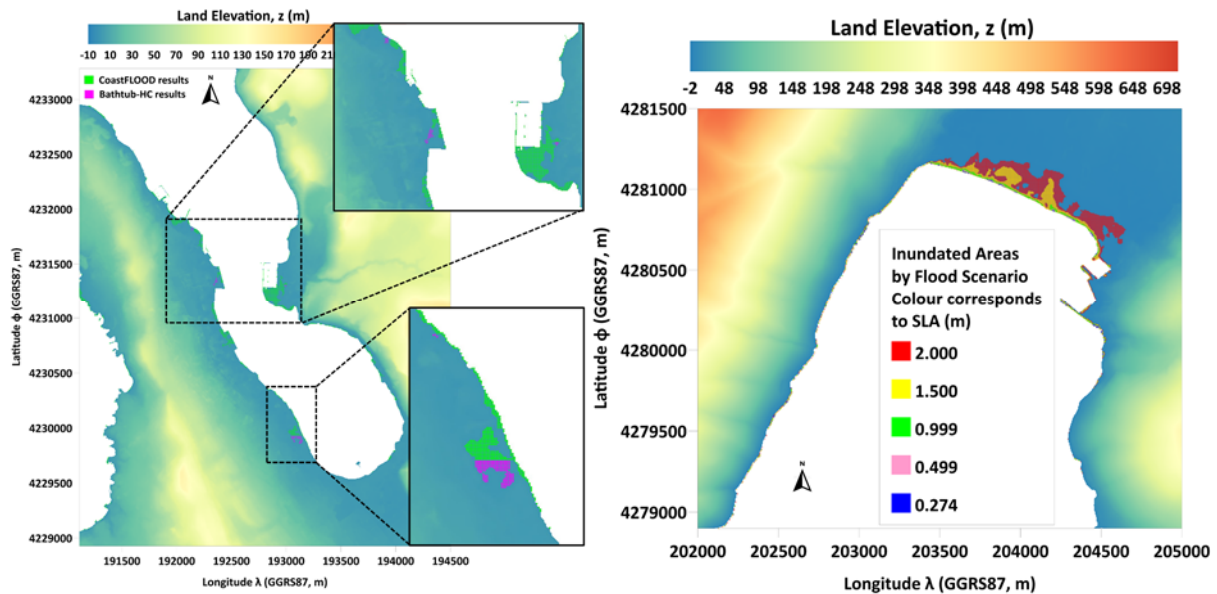 Land Elevation, z (m)
-10 10 30 50 70 90 110 130 150 170 190 21
CoastFLOOD results
Bathtub-HC results
N
Latitude φ (GGRS87, m)
4233000
4232500
4232000
4231500
4231000
4230500
4230000
4229500
4229000
191500 192000 192500 193000 193500 194000 194500
Longitude λ (GGRS87, m)
Land Elevation, z (m)
-2 48 98 148 198 248 298 348 398 448 498 548 598 648 698
Latitude φ (GGRS87, m)
4281500
4281000
4280500
4280000
4279500
4279000
Inundated Areas
by Flood Scenario
Colour corresponds
to SLA (m)
2.000
1.500
0.999
0.499
0.274
N
202000 202500 203000 203500 204000 204500 205000
Longitude λ (GGRS87, m)